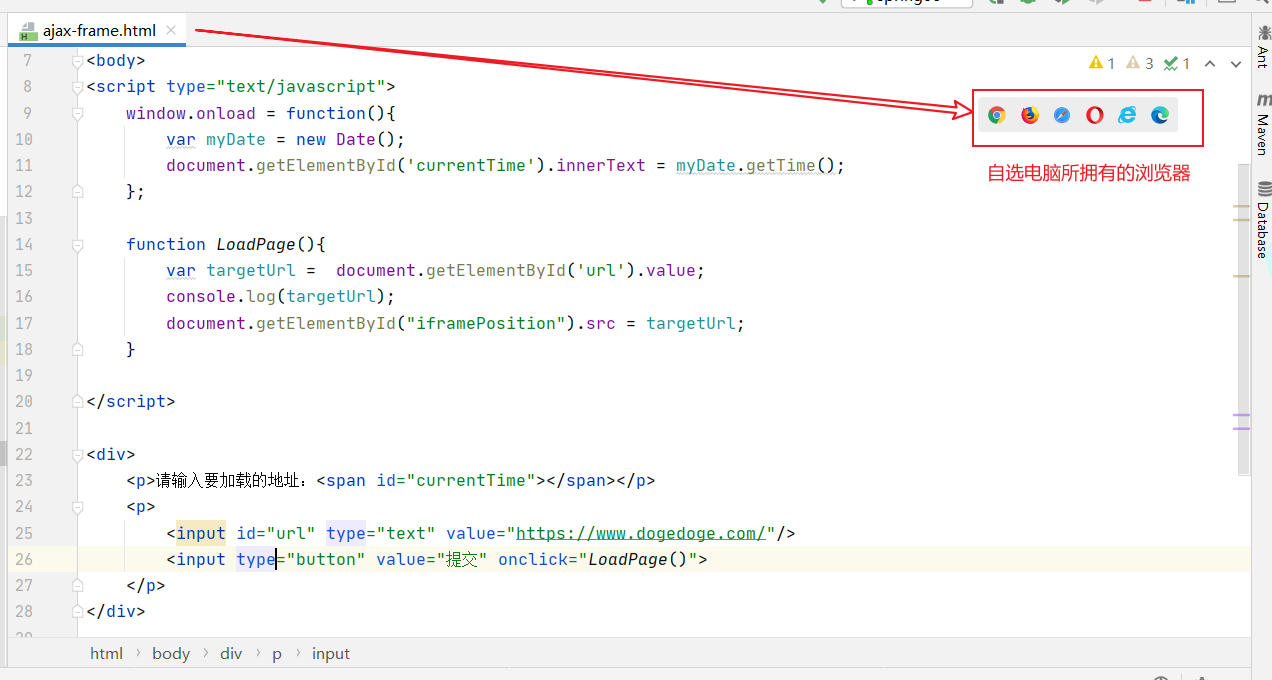 ajax-frame.html
7 <body>
8 <script type="text/javascript">
9 window.onload = function(){
10 var myDate = new Date();
11 document.getElementById('currentTime').innerText = myDate.getTime();
12 };
13
14 function LoadPage(){
15 var targetUrl =  document.getElementById('url').value;
16 console.log(targetUrl);
17 document.getElementById("iframePosition").src = targetUrl;
18 }
19
20 </script>
21
22 <div>
23 <p>请输入要加载的地址：<span id="currentTime"></span></p>
24 <p>
25 <input id="url" type="text" value="https://www.dogedoge.com/"/>
26 <input type="button" value="提交" onclick="LoadPage()">
27 </p>
28 </div>
1 3 1
自选电脑所拥有的浏览器
Ant
Maven
Database
html › body › div › p › input